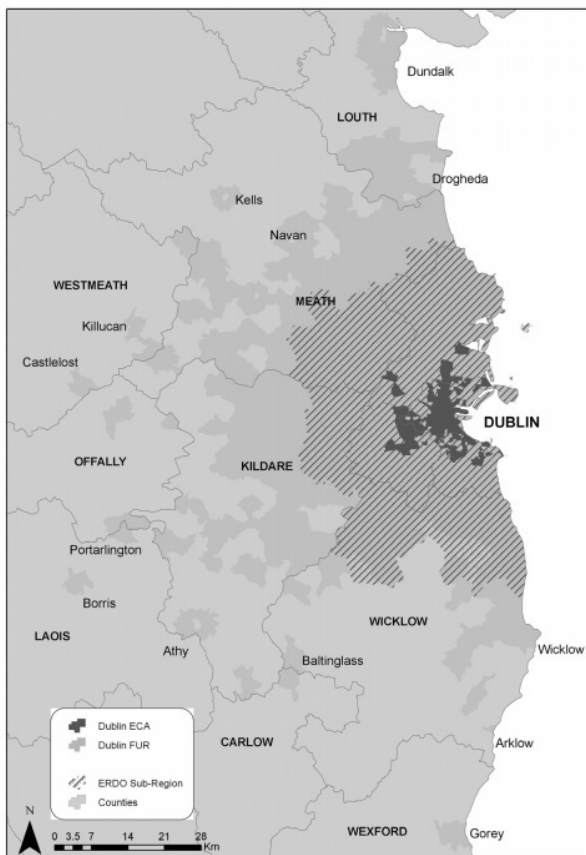 Dundalk
LOUTH
Drogheda
Kells
Navan
WESTMEATH
MEATH
Killucan
Castlelost
DUBLIN
OFFALLY
KILDARE
Portarlington
Borris
WICKLOW
LAOIS
Athy
Baltinglass
Wicklow
Dublin ECA
Dublin FUR
CARLOW
Arklow
ERDO Sub-Region
Counties
N
WEXFORD
Gorey
0 3.5 7 14 21 28
Km